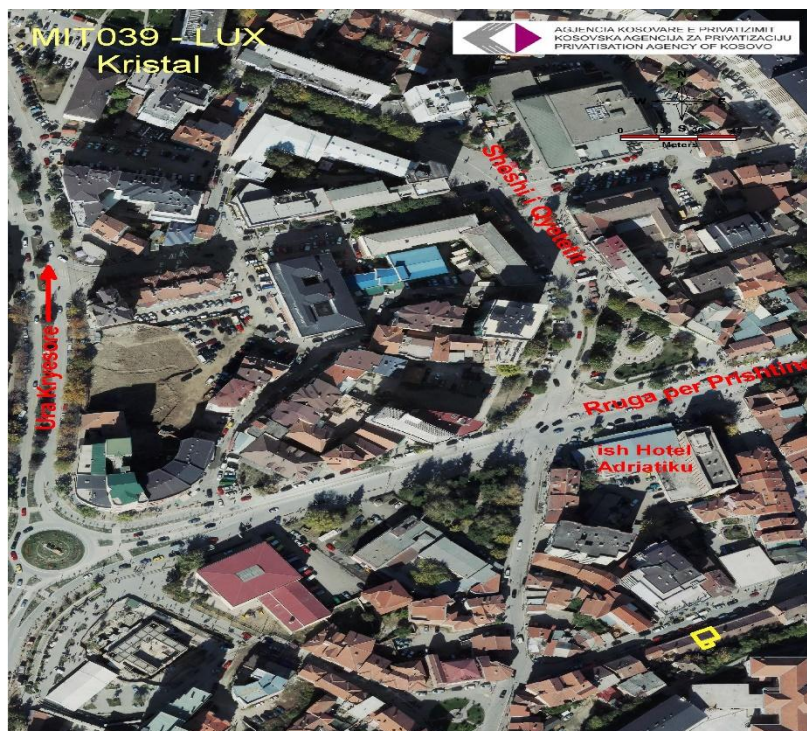 MIT039 - LUX
Kristal
AGJENCIA KOSOVARE E PRIVATIZIMIT
KOSOVSKA AGENCIJA ZA PRIVATIZACIJU
PRIVATISATION AGENCY OF KOSOVO
N
W
E
S
Meters
Sheshi i Qytetit
Ura Kryesore
Rruga per Prishtine
ish Hotel
Adriatiku